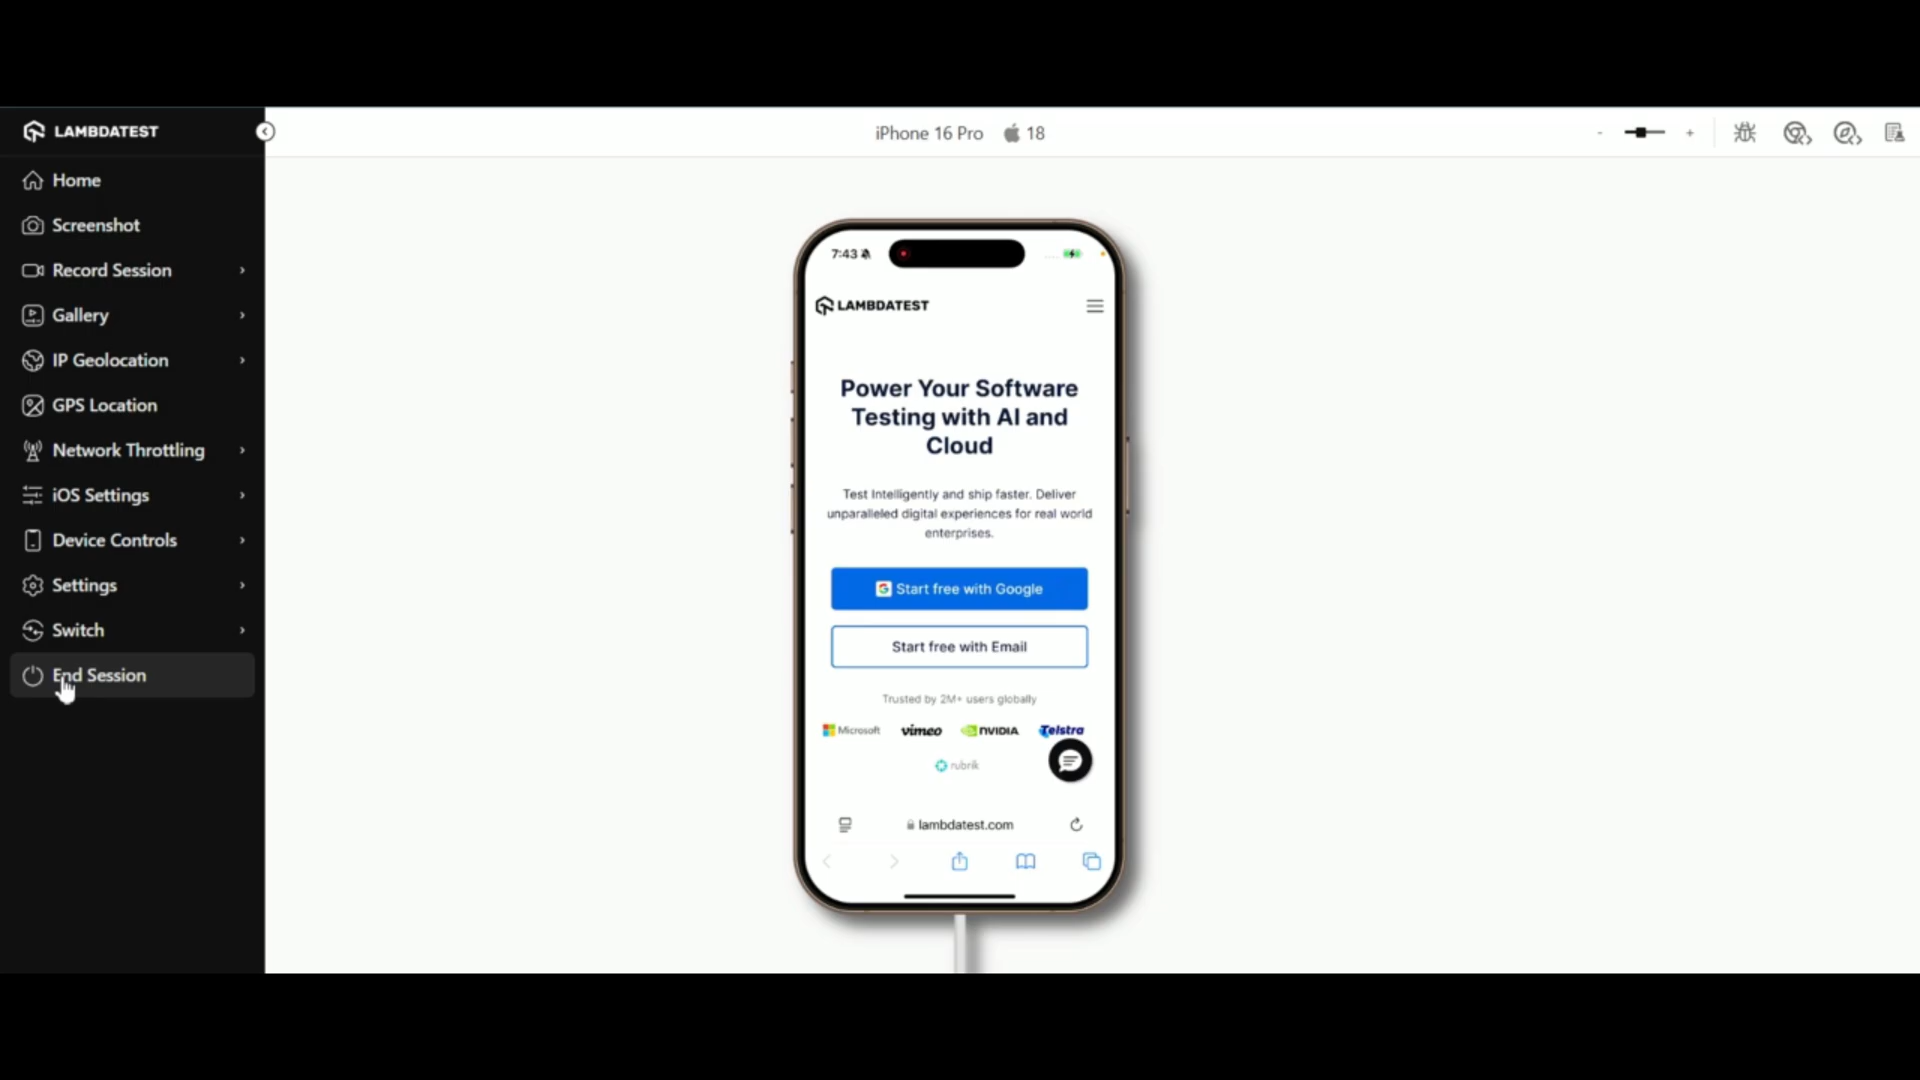 LAMBDATEST
Home
Screenshot
Record Session
Gallery
IP Geolocation
GPS Location
Network Throttling
iOS Settings
Device Controls
Settings
Switch
End Session
iPhone 16 Pro 18
- +
7:43
LAMBDATEST
Power Your Software
Testing with AI and
Cloud
Test Intelligently and ship faster. Deliver
unparalleled digital experiences for real world
enterprises.
Start free with Google
Start free with Email
Trusted by 2M+ users globally
Microsoft vimeo NVIDIA Telstra
rubrik
lambdatest.com